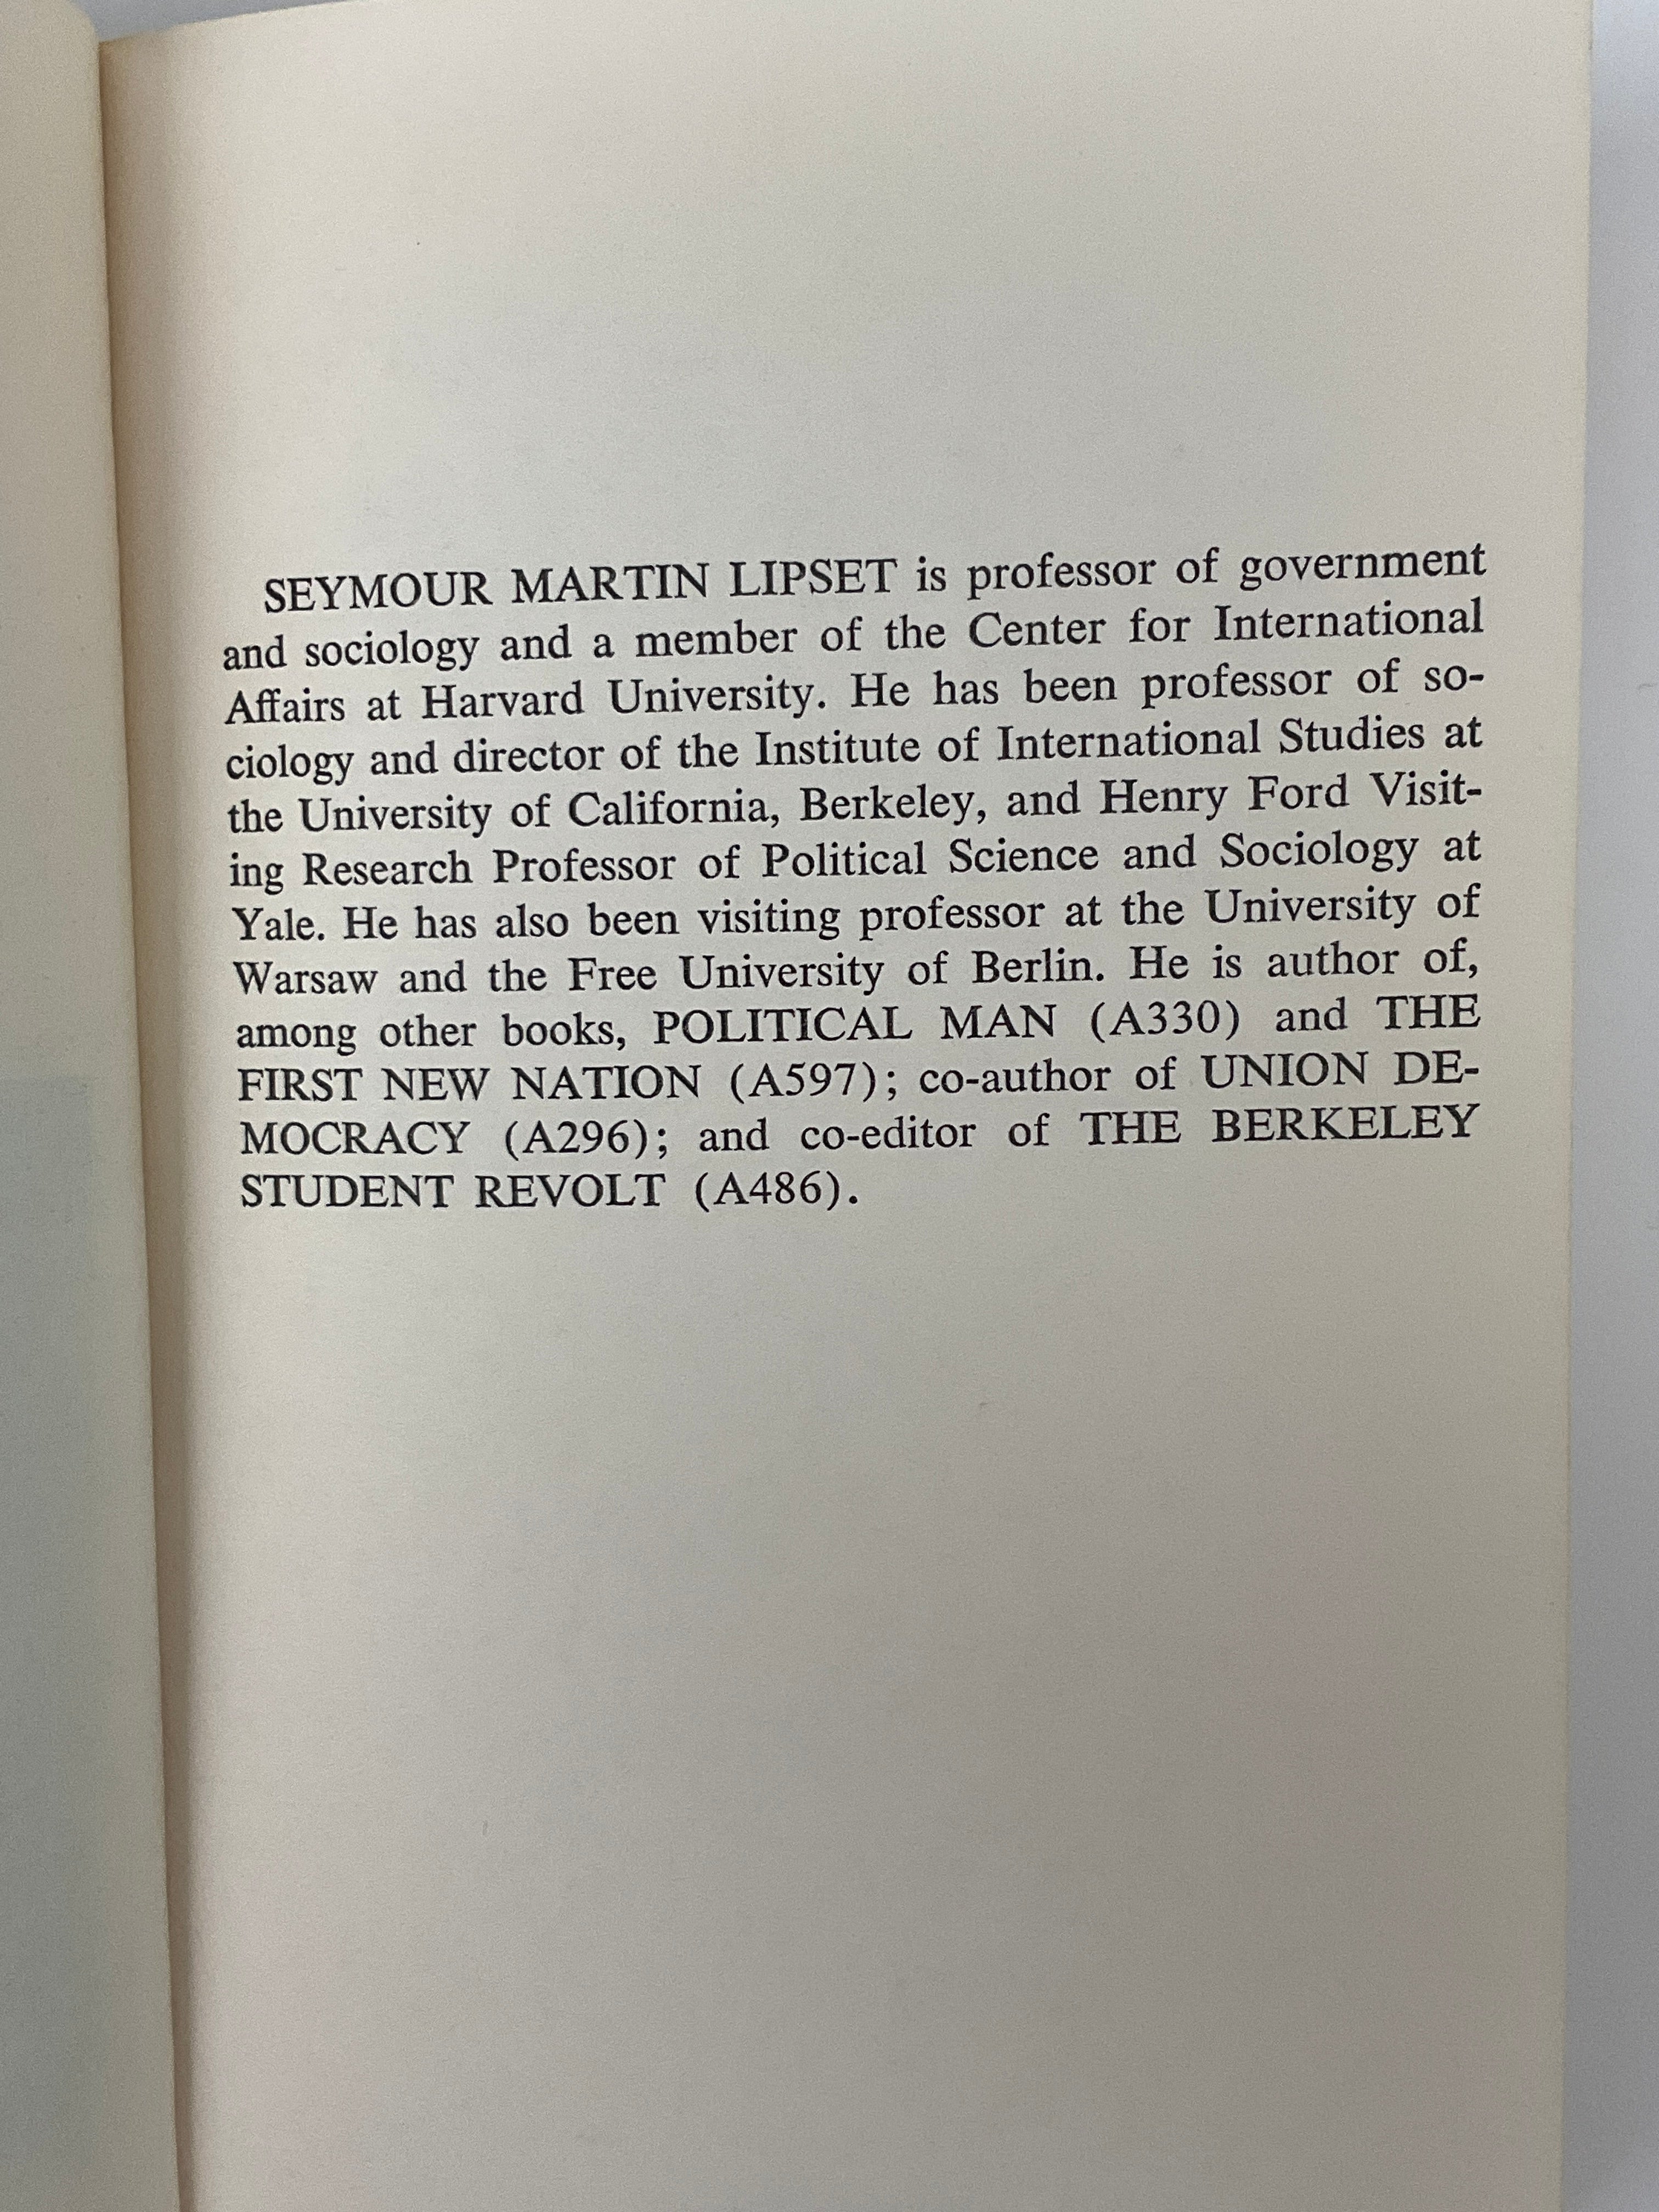 SEYMOUR MARTIN LIPSET is professor of government
and sociology and a member of the Center for International
Affairs at Harvard University. He has been professor of so-
ciology and director of the Institute of International Studies at
the University of California, Berkeley, and Henry Ford Visit-
ing Research Professor of Political Science and Sociology at
Yale. He has also been visiting professor at the University of
Warsaw and the Free University of Berlin. He is author of,
among other books, POLITICAL MAN (A330) and THE
FIRST NEW NATION (A597); co-author of UNION DE-
MOCRACY (A296); and co-editor of THE BERKELEY
STUDENT REVOLT (A486).